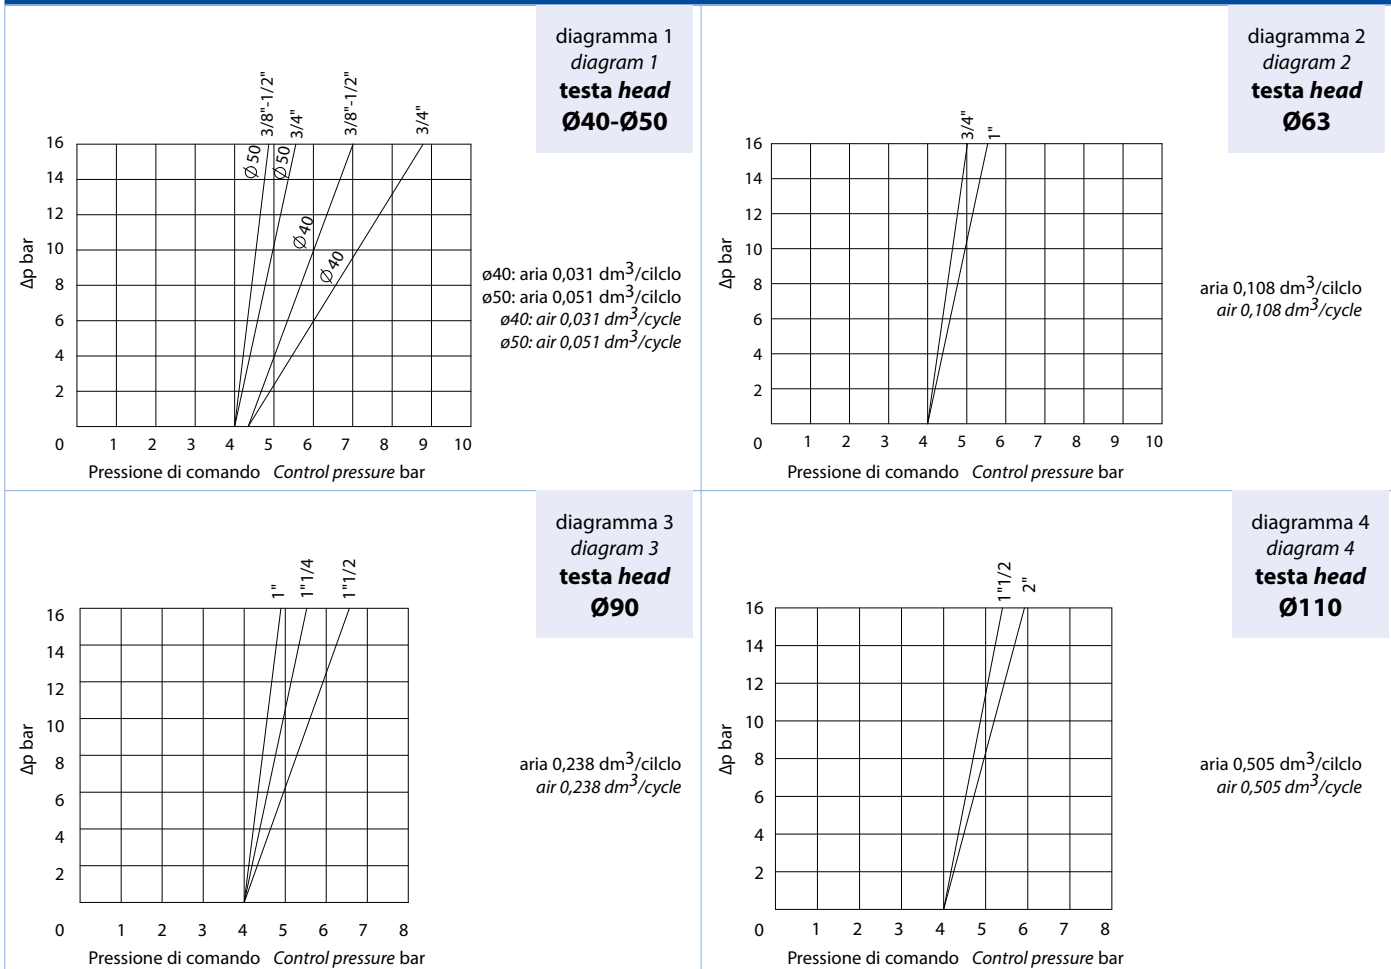 diagramma 1
diagram 1
testa head
Ø40-Ø50
3/8"-1/2"
3/4"
3/8"-1/2"
3/4"
Ø50
Ø50
Ø40
Ø40
16
14
12
10
8
6
4
2
0 1 2 3 4 5 6 7 8 9 10
Δp bar
Pressione di comando Control pressure bar
ø40: aria 0,031 dm³/cilclo
ø50: aria 0,051 dm³/cilclo
ø40: air 0,031 dm³/cycle
ø50: air 0,051 dm³/cycle
diagramma 2
diagram 2
testa head
Ø63
3/4"
1"
16
14
12
10
8
6
4
2
0 1 2 3 4 5 6 7 8 9 10
Δp bar
Pressione di comando Control pressure bar
aria 0,108 dm³/cilclo
air 0,108 dm³/cycle
diagramma 3
diagram 3
testa head
Ø90
1"
1"1/4
1"1/2
16
14
12
10
8
6
4
2
0 1 2 3 4 5 6 7 8
Δp bar
Pressione di comando Control pressure bar
aria 0,238 dm³/cilclo
air 0,238 dm³/cycle
diagramma 4
diagram 4
testa head
Ø110
1"1/2
2"
16
14
12
10
8
6
4
2
0 1 2 3 4 5 6 7 8
Δp bar
Pressione di comando Control pressure bar
aria 0,505 dm³/cilclo
air 0,505 dm³/cycle